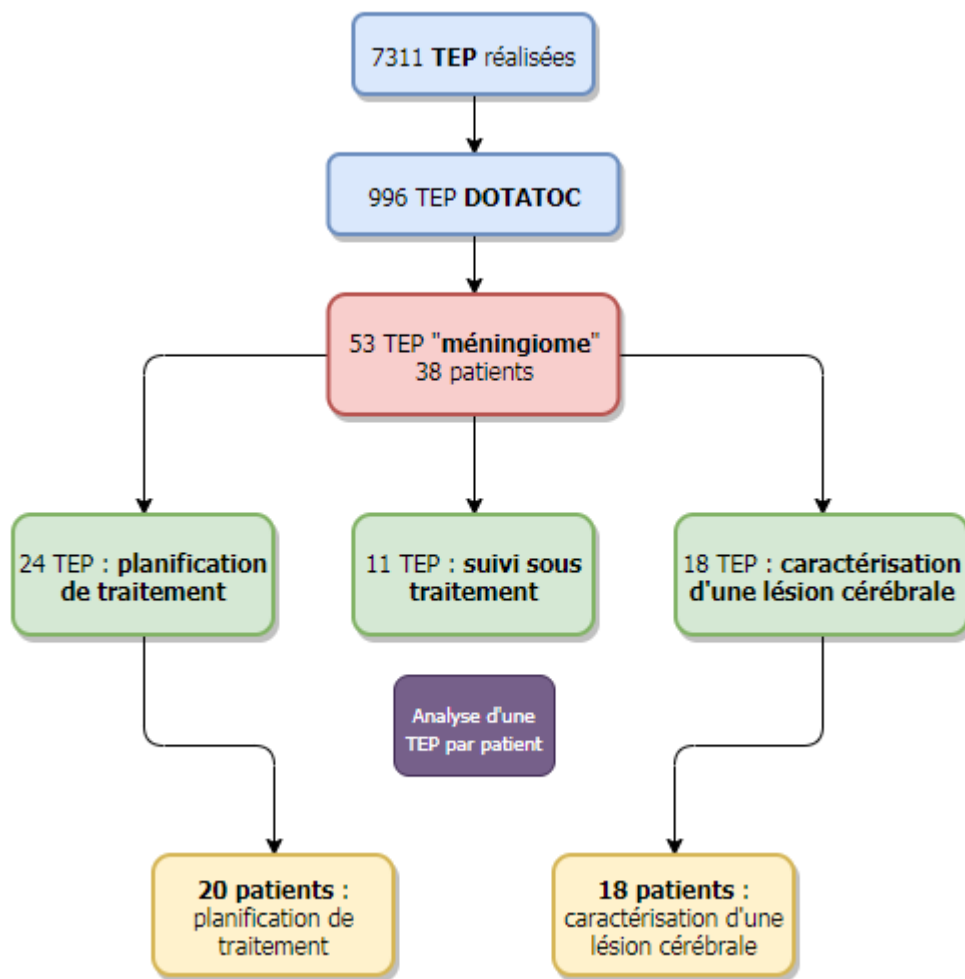 7311 TEP réalisées
996 TEP DOTATOC
53 TEP "méningiome"
38 patients
24 TEP : planification
de traitement
11 TEP : suivi sous
traitement
18 TEP : caractérisation
d'une lésion cérébrale
Analyse d'une
TEP par patient
20 patients :
planification de
traitement
18 patients :
caractérisation d'une
lésion cérébrale